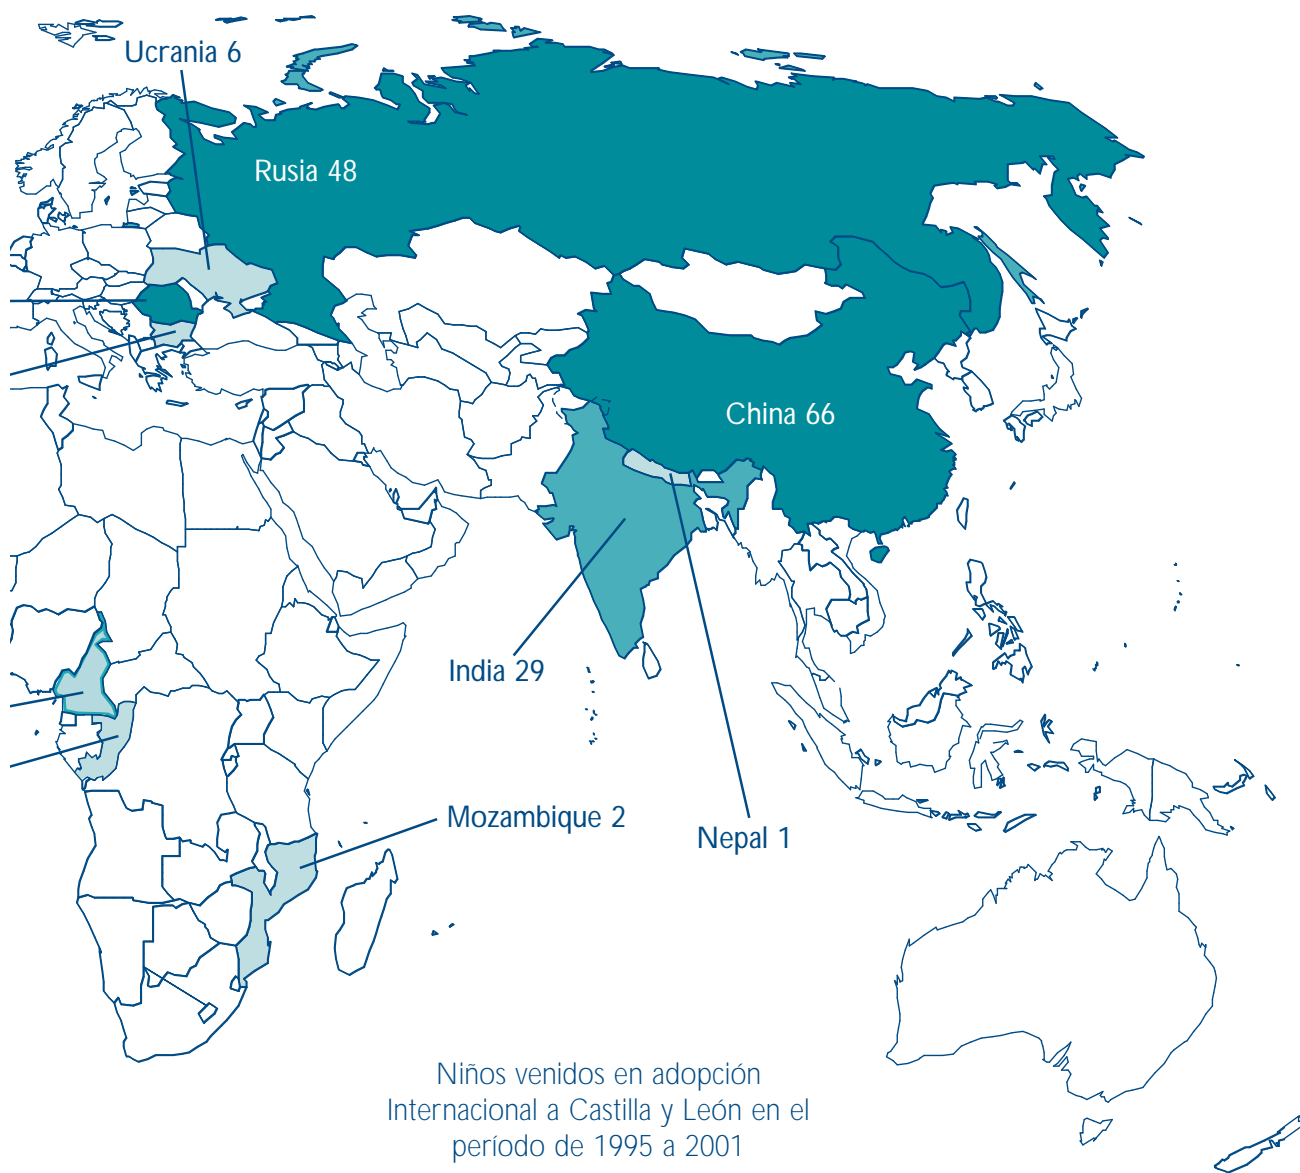 Ucrania 6
Rusia 48
China 66
India 29
Mozambique 2
Nepal 1
Niños venidos en adopción
Internacional a Castilla y León en el
período de 1995 a 2001